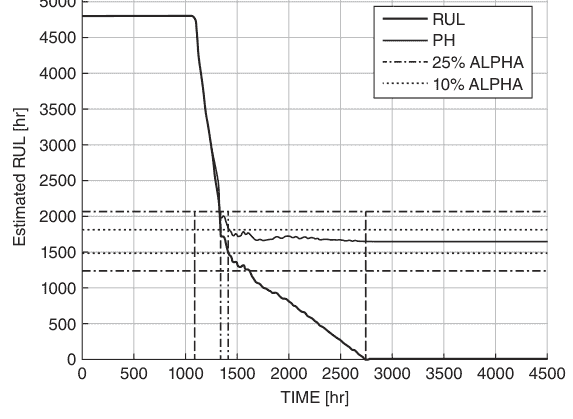 5000
4500
4000
3500
3000
2500
2000
1500
1000
500
0
Estimated RUL [hr]
RUL
PH
25% ALPHA
10% ALPHA
0 500 1000 1500 2000 2500 3000 3500 4000 4500
TIME [hr]